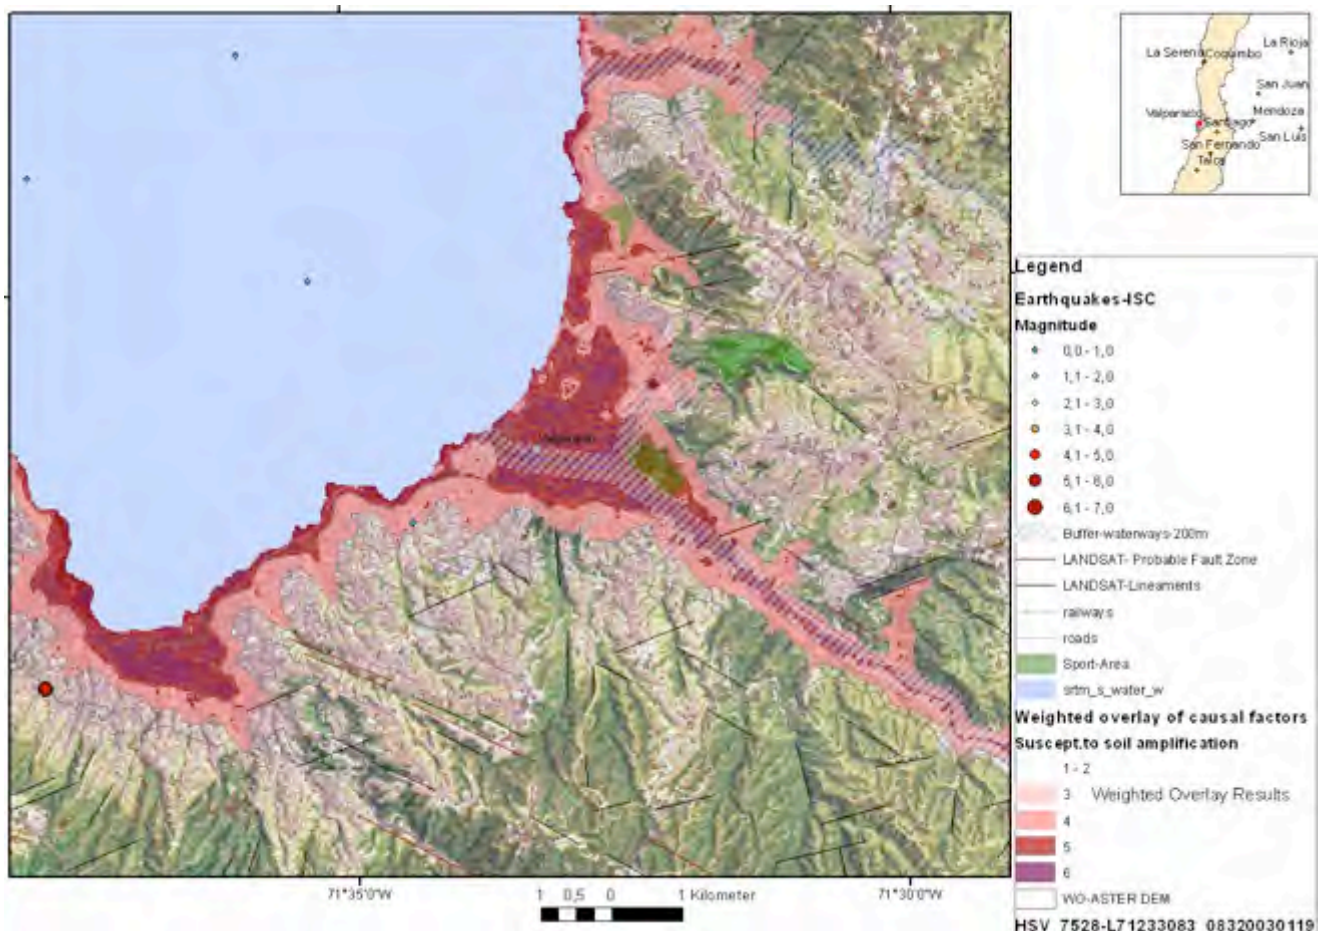 La Rioja
La Serena Coquimbo
San Juan
Valparaiso
Mendoza
Santiago
San Luis
San Fernando
Talca
Legend
Earthquakes-ISC
Magnitude
0,0 - 1,0
1,1 - 2,0
2,1 - 3,0
3,1 - 4,0
4,1 - 5,0
5,1 - 6,0
6,1 - 7,0
Buffer-waterways-200m
LANDSAT- Probable Fault Zone
LANDSAT-Lineaments
railways
roads
Sport-Area
srtm_s_water_w
Weighted overlay of causal factors
Suscept.to soil amplification
1 - 2
3 Weighted Overlay Results
4
5
6
WO-ASTER DEM
HSV_7528-L71233083_08320030119
71°35'0"W
71°30'0"W
1 0,5 0 1 Kilometer